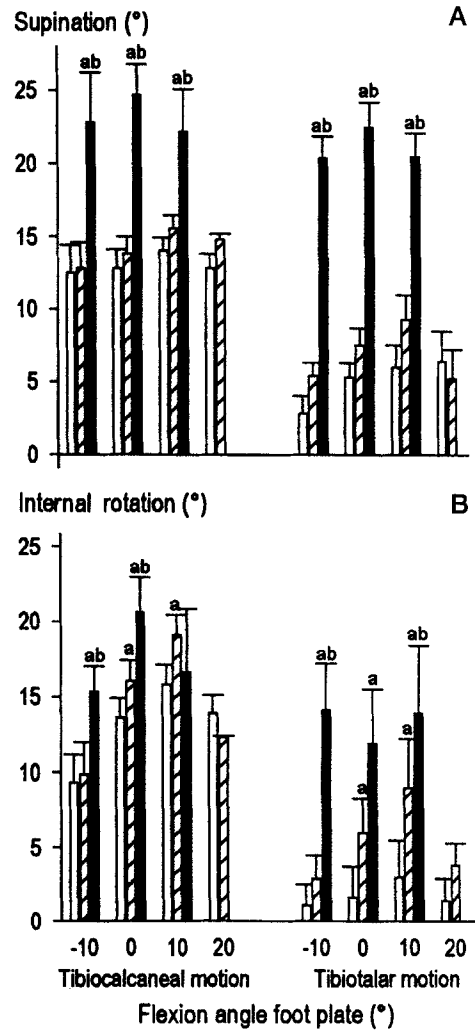 Supination (°) A
25
20
15
10
5
0
ab ab ab ab ab ab
Internal rotation (°) B
25
20
15
10
5
0
ab a ab a ab a a a ab
-10 0 10 20 -10 0 10 20
Tibiocalcaneal motion Tibiotalar motion
Flexion angle foot plate (°)